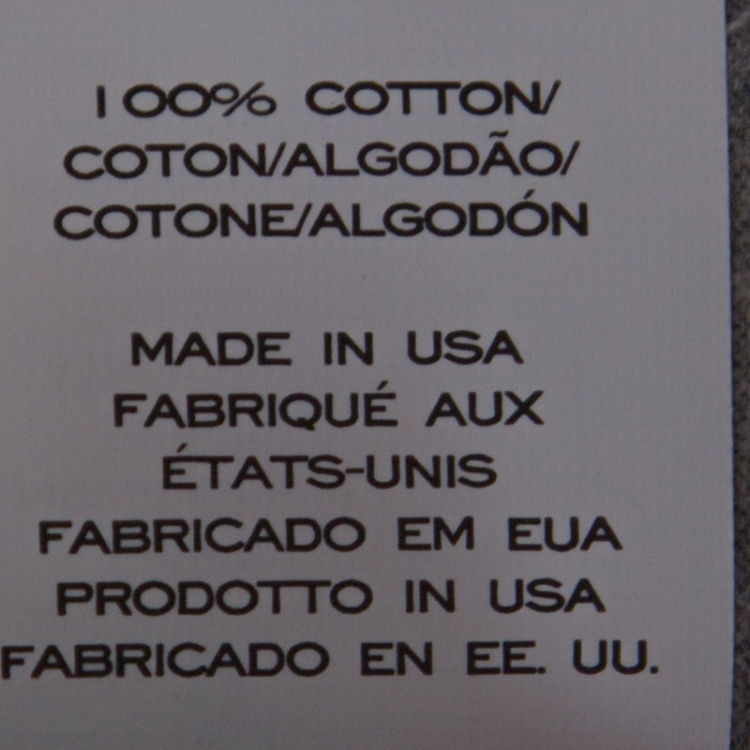 100% COTTON/
COTON/ALGODÃO/
COTONE/ALGODÓN
MADE IN USA
FABRIQUÉ AUX
ÉTATS-UNIS
FABRICADO EM EUA
PRODOTTO IN USA
FABRICADO EN EE. UU.